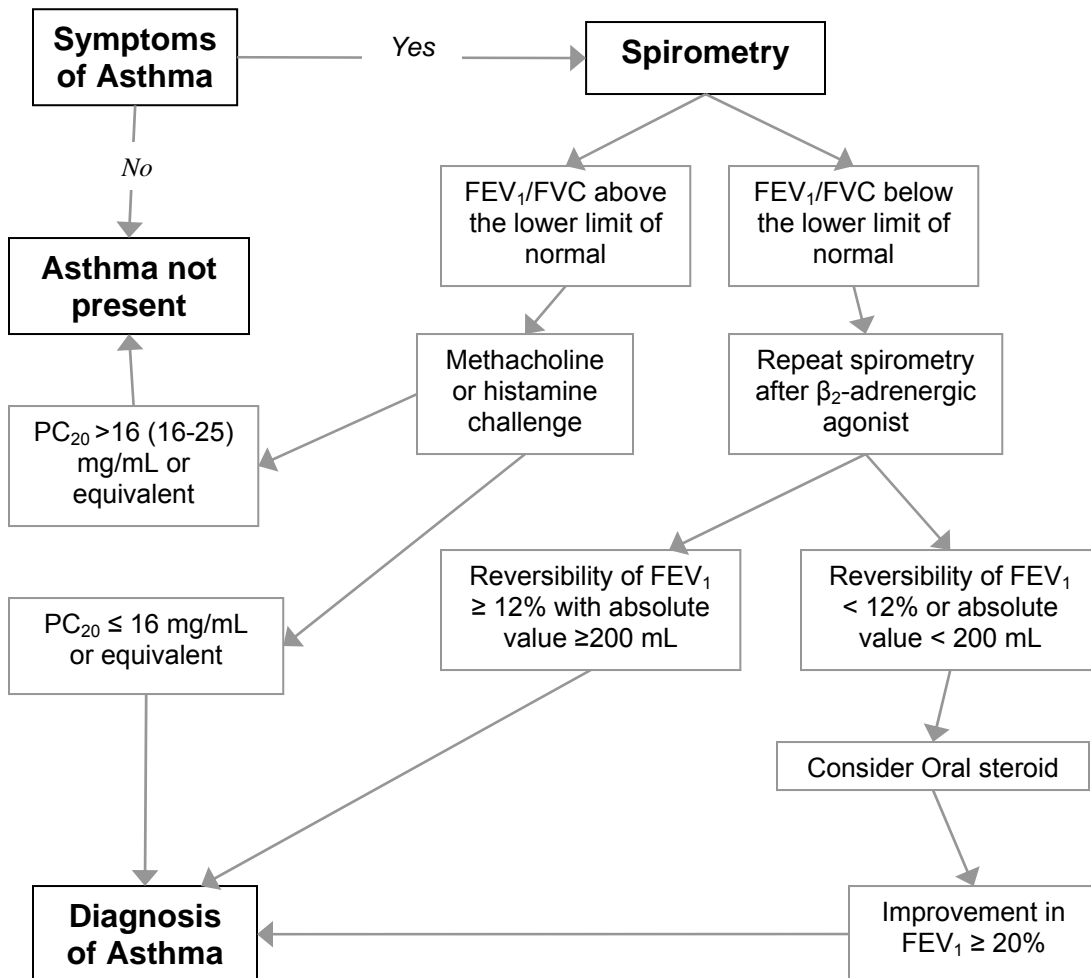 Symptoms
of Asthma
Yes
Spirometry
No
FEV₁/FVC above
the lower limit of
normal
FEV₁/FVC below
the lower limit of
normal
Asthma not
present
Methacholine
or histamine
challenge
Repeat spirometry
after β₂-adrenergic
agonist
PC₂₀ >16 (16-25)
mg/mL or
equivalent
Reversibility of FEV₁
≥ 12% with absolute
value ≥200 mL
Reversibility of FEV₁
< 12% or absolute
value < 200 mL
PC₂₀ ≤ 16 mg/mL
or equivalent
Consider Oral steroid
Diagnosis
of Asthma
Improvement in
FEV₁ ≥ 20%